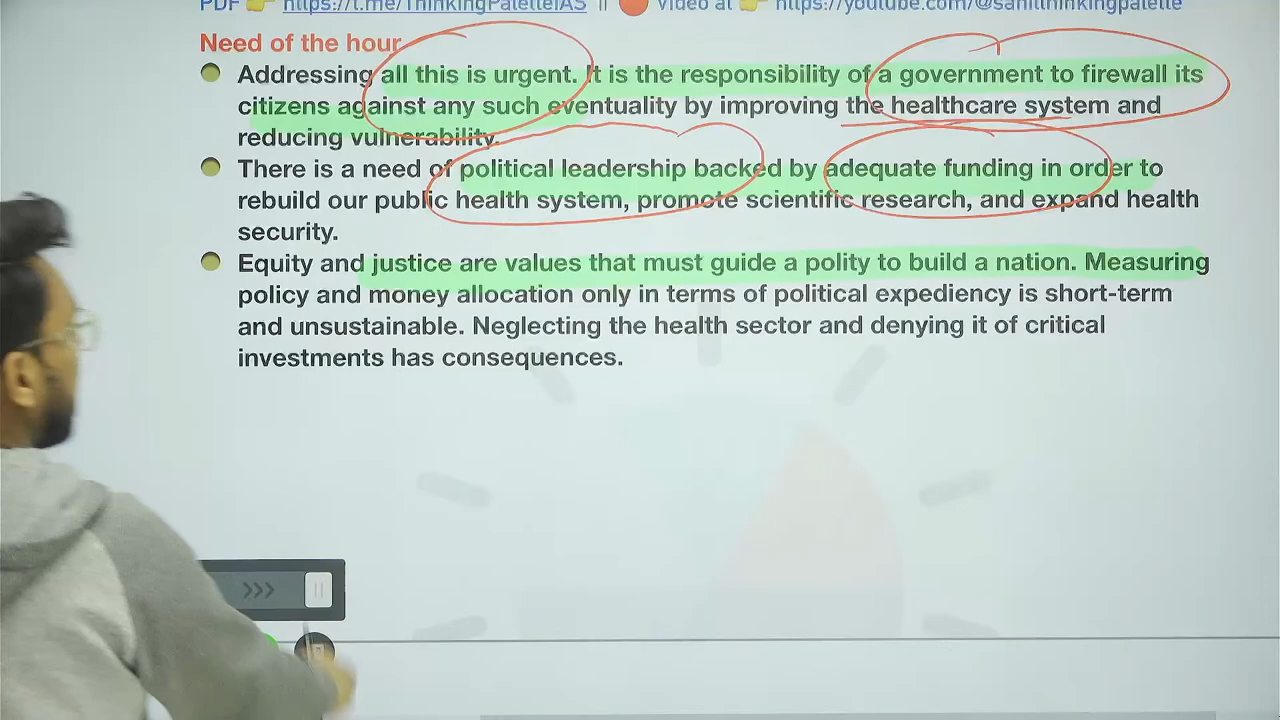 PDF 👉 https://t.me/ThinkingPaletteIAS || 🔴 Video at 👉 https://youtube.com/@sahilthinkingpalette
Need of the hour
Addressing all this is urgent. It is the responsibility of a government to firewall its
citizens against any such eventuality by improving the healthcare system and
reducing vulnerability.
There is a need of political leadership backed by adequate funding in order to
rebuild our public health system, promote scientific research, and expand health
security.
Equity and justice are values that must guide a polity to build a nation. Measuring
policy and money allocation only in terms of political expediency is short-term
and unsustainable. Neglecting the health sector and denying it of critical
investments has consequences.